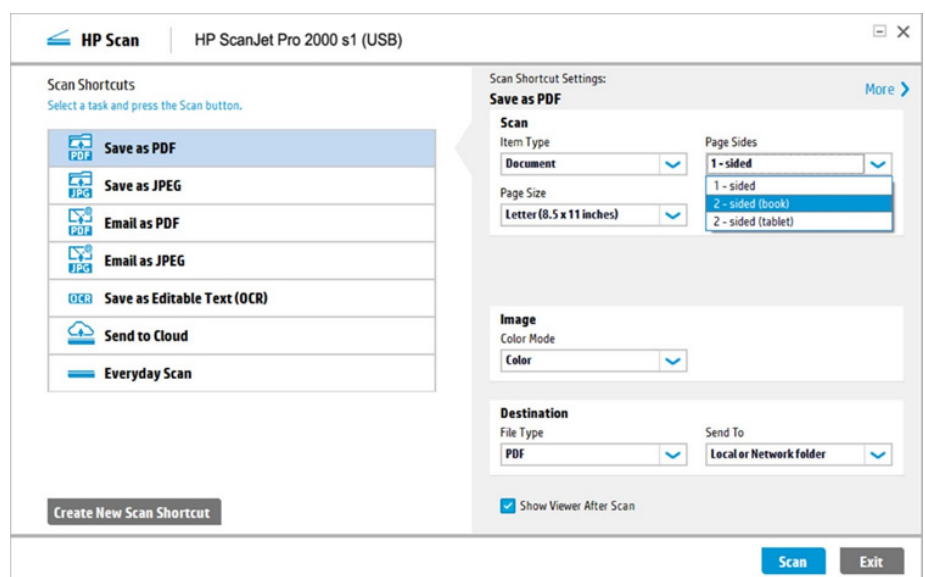 HP Scan
HP ScanJet Pro 2000 s1 (USB)
Scan Shortcuts
Select a task and press the Scan button.
PDF
Save as PDF
JPG
Save as JPEG
PDF
Email as PDF
JPG
Email as JPEG
OCR
Save as Editable Text (OCR)
Send to Cloud
Everyday Scan
Create New Scan Shortcut
Scan Shortcut Settings:
Save as PDF
More
Scan
Item Type
Document
Page Sides
1 - sided
1 - sided
2 - sided (book)
2 - sided (tablet)
Page Size
Letter (8.5 x 11 inches)
Image
Color Mode
Color
Destination
File Type
PDF
Send To
Local or Network folder
Show Viewer After Scan
Scan
Exit